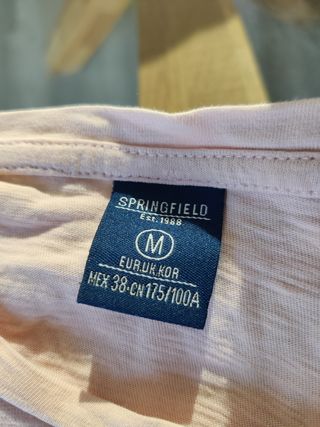 SPRINGFIELD
Est. 1988
M
EUR.UK.KOR
MEX 38-CN175/100A